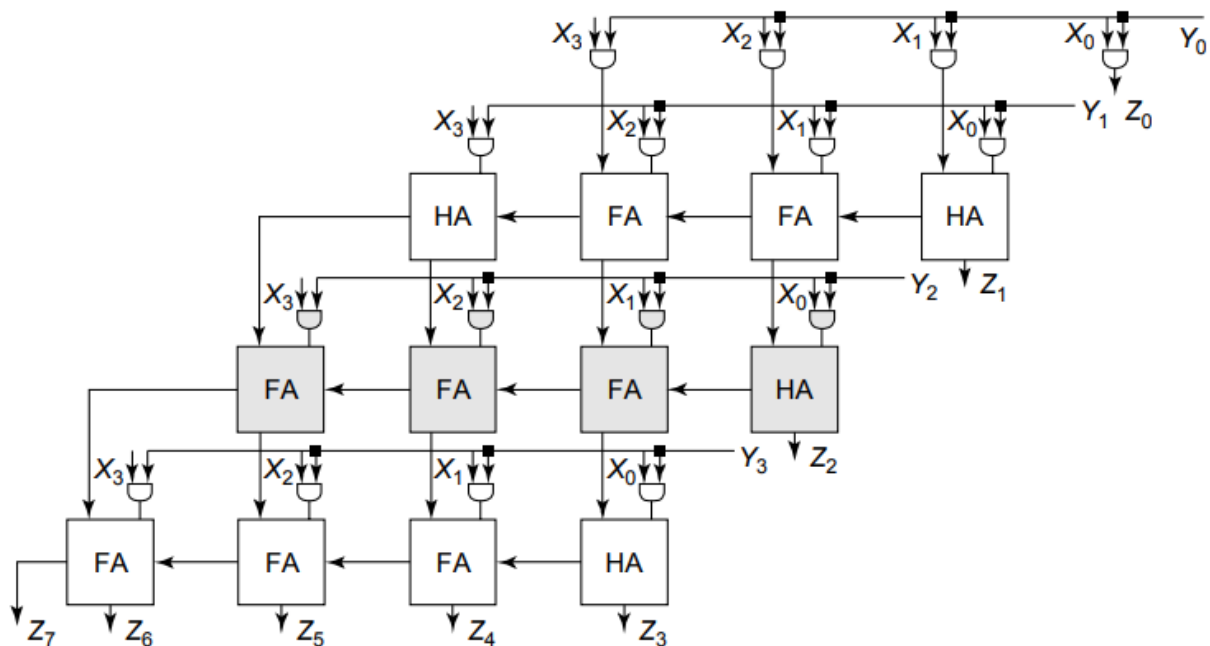 X₃ X₂ X₁ X₀ Y₀
X₃ X₂ X₁ X₀ Y₁ Z₀
HA FA FA HA
X₃ X₂ X₁ X₀ Y₂ Z₁
FA FA FA HA
X₃ X₂ X₁ X₀ Y₃ Z₂
FA FA FA HA
Z₇ Z₆ Z₅ Z₄ Z₃